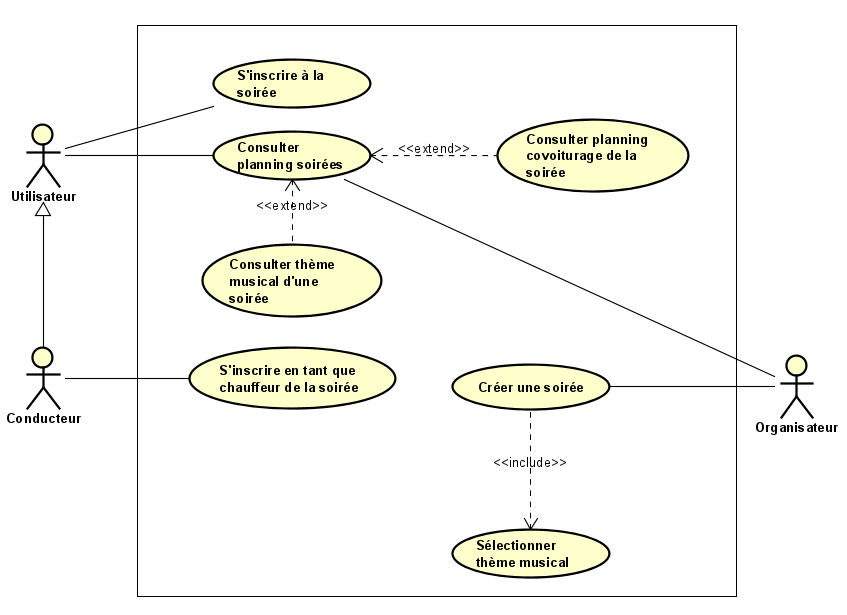 S'inscrire à la
soirée
Consulter
planning soirées
<<extend>>
Consulter planning
covoiturage de la
soirée
Utilisateur
<<extend>>
Consulter thème
musical d'une
soirée
S'inscrire en tant que
chauffeur de la soirée
Créer une soirée
Conducteur
Organisateur
<<include>>
Sélectionner
thème musical